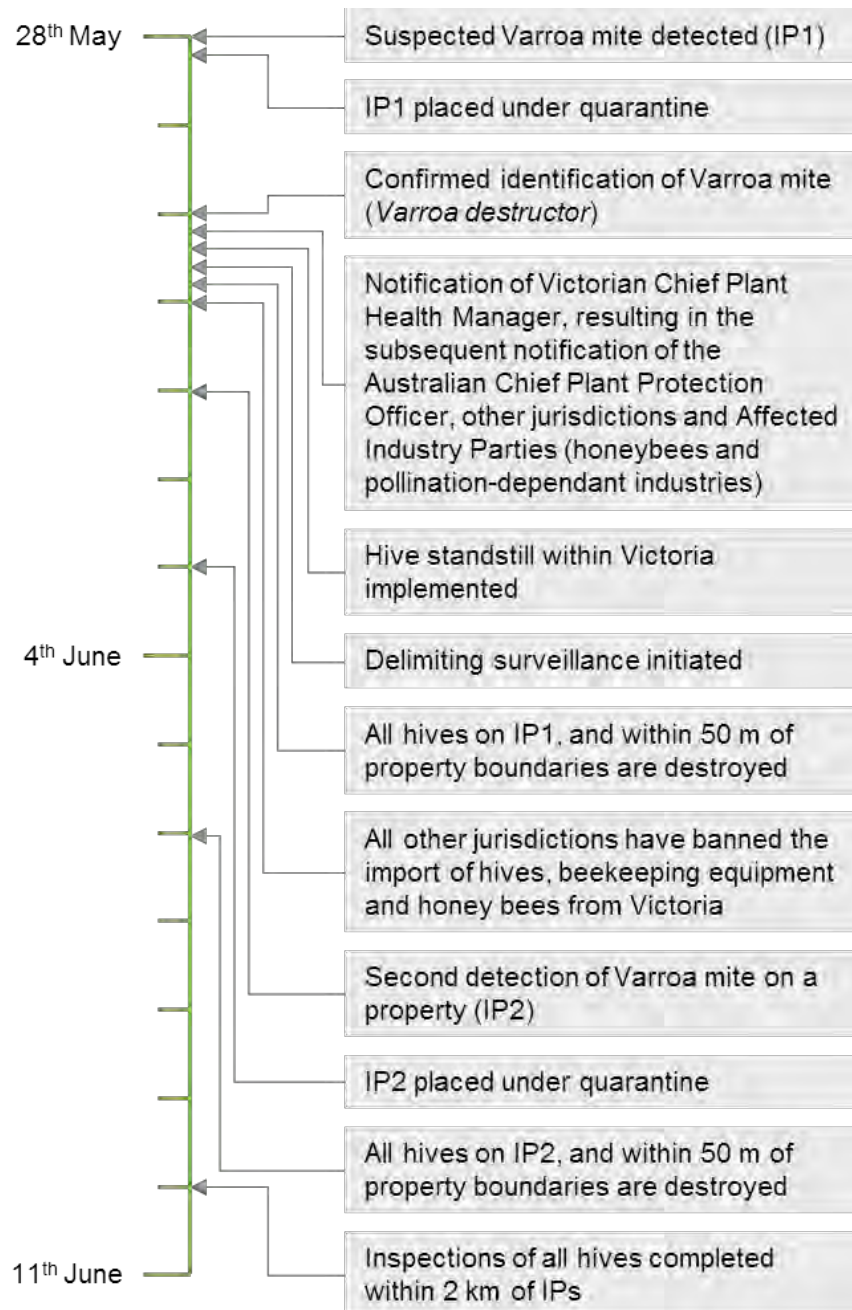 28th May
Suspected Varroa mite detected (IP1)
IP1 placed under quarantine
Confirmed identification of Varroa mite
(Varroa destructor)
Notification of Victorian Chief Plant
Health Manager, resulting in the
subsequent notification of the
Australian Chief Plant Protection
Officer, other jurisdictions and Affected
Industry Parties (honeybees and
pollination-dependant industries)
Hive standstill within Victoria
implemented
4th June
Delimiting surveillance initiated
All hives on IP1, and within 50 m of
property boundaries are destroyed
All other jurisdictions have banned the
import of hives, beekeeping equipment
and honey bees from Victoria
Second detection of Varroa mite on a
property (IP2)
IP2 placed under quarantine
All hives on IP2, and within 50 m of
property boundaries are destroyed
11th June
Inspections of all hives completed
within 2 km of IPs